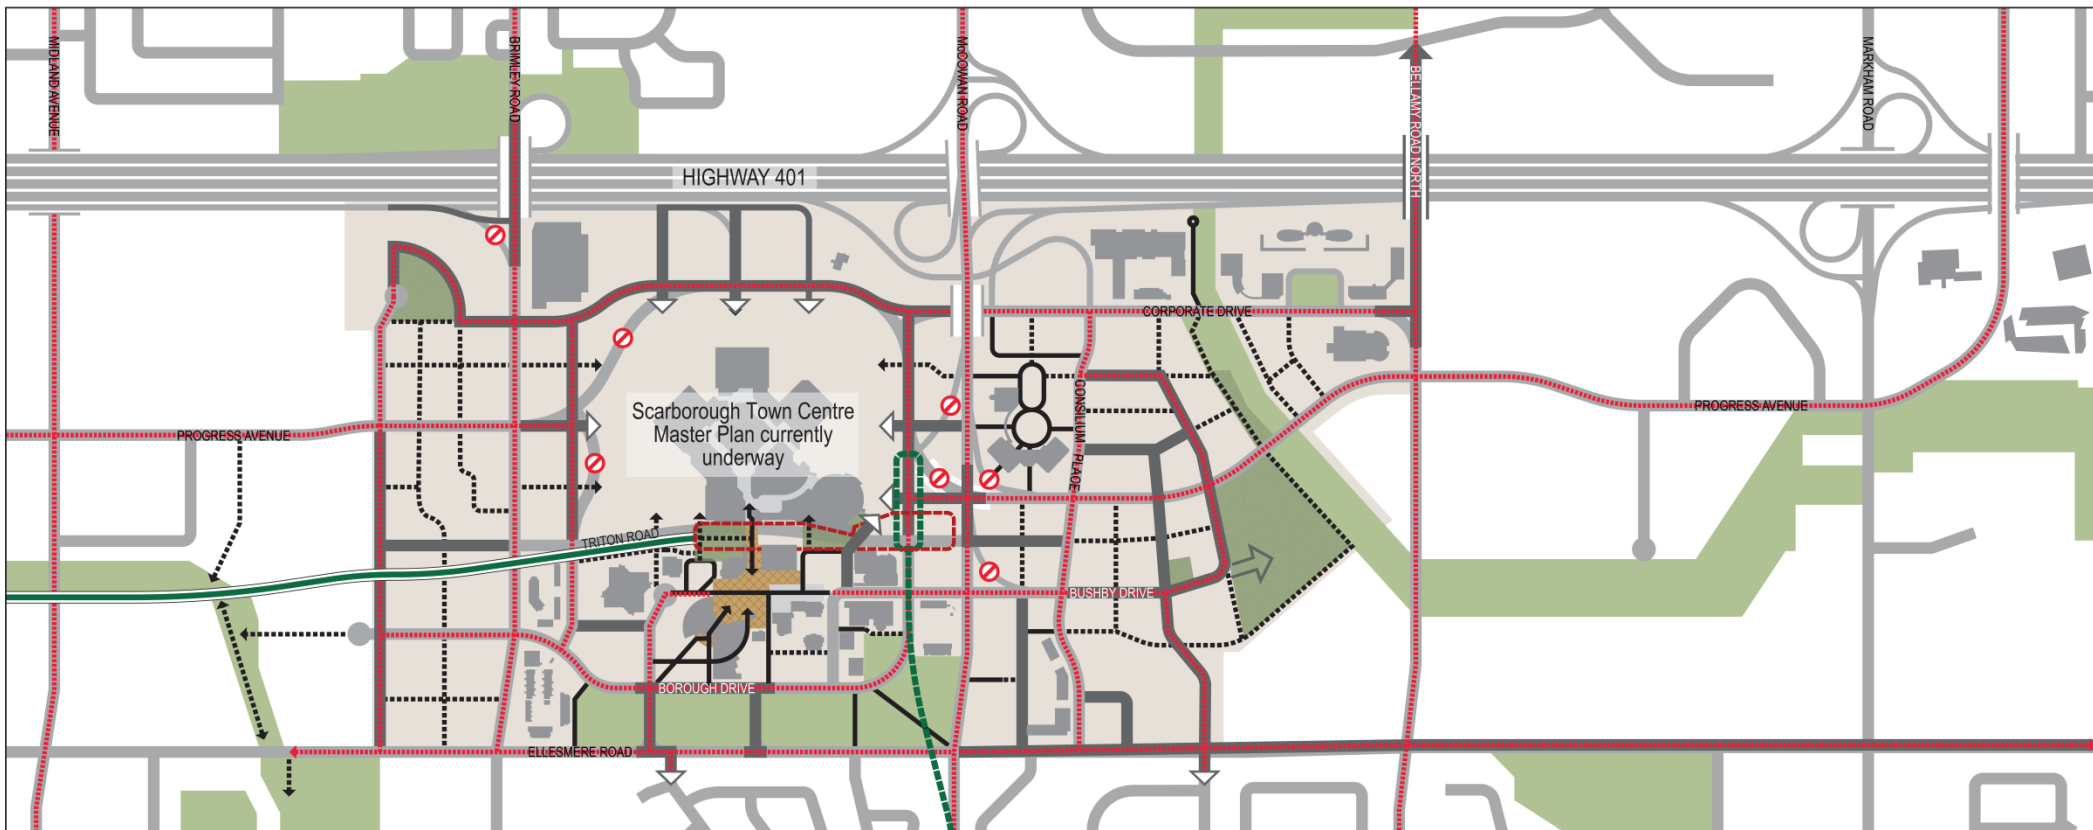 MIDLAND AVENUE
BRIMLEY ROAD
McCOWAN ROAD
BELLAMY ROAD NORTH
MARKHAM ROAD
HIGHWAY 401
CORPORATE DRIVE
Scarborough Town Centre
Master Plan currently
underway
CONSILIUM PLACE
PROGRESS AVENUE
PROGRESS AVENUE
TRITON ROAD
BUSHBY DRIVE
BOROUGH DRIVE
ELLESMERE ROAD